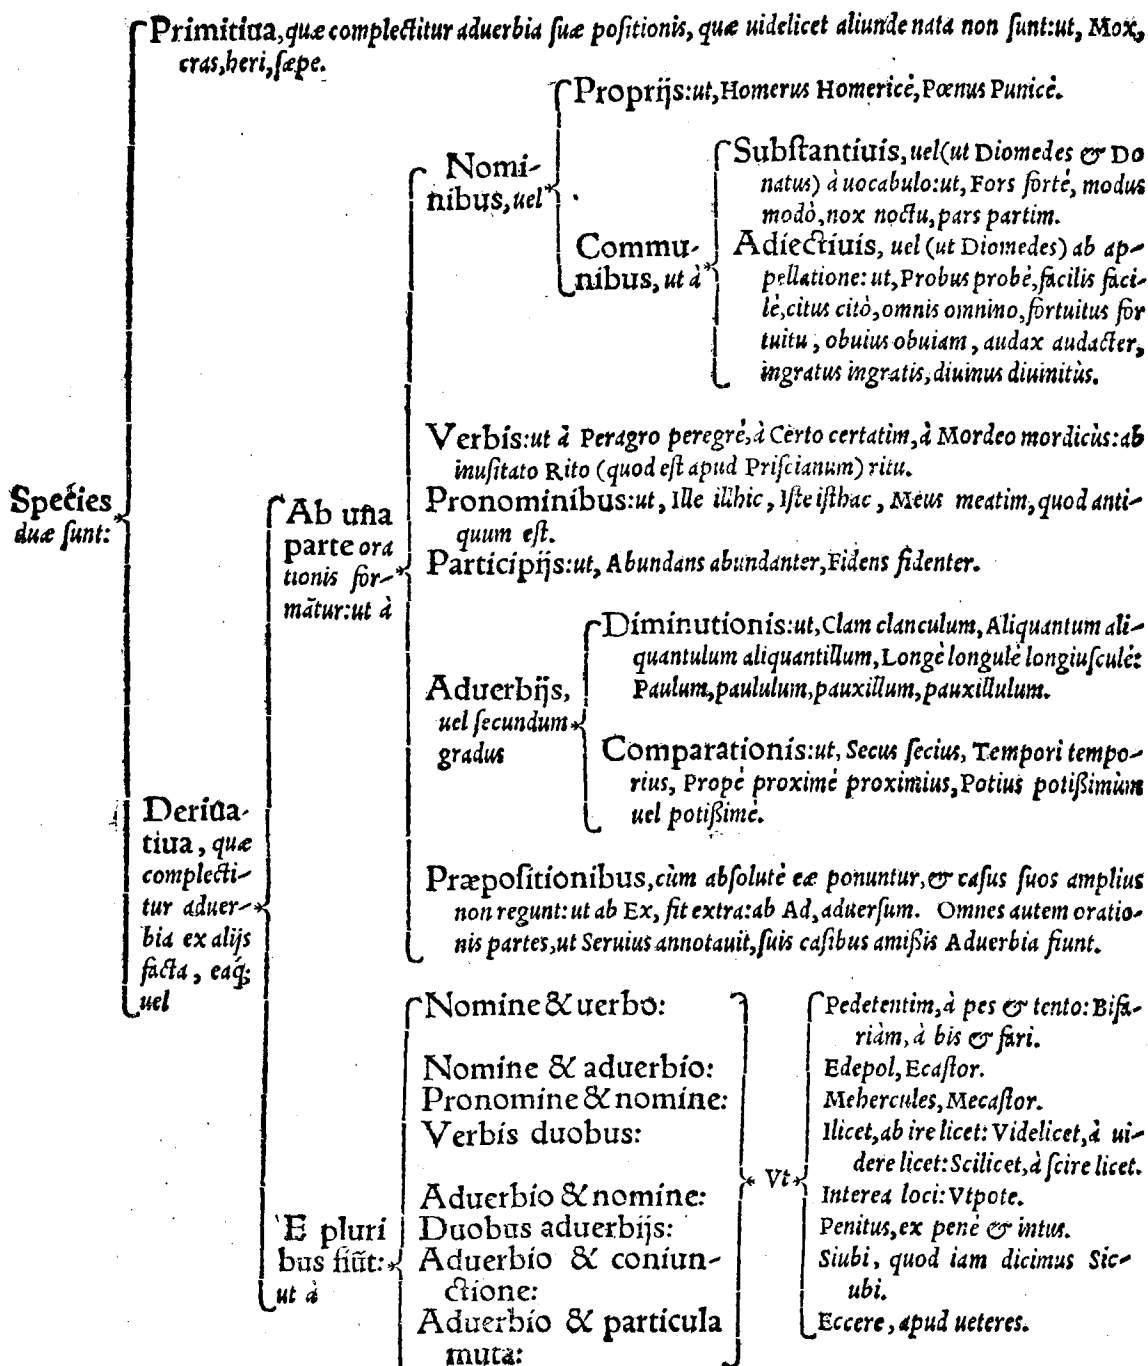 Primitiua, quæ complectitur aduerbia suæ positionis, quæ uidelicet aliunde nata non sunt:ut, Mox,
cras, heri, sæpe.
Proprijs:ut, Homerus Homericè, Pœnus Punicè.
Nomi-
nibus, uel
Substantiuis, uel (ut Diomedes & Do
natus) à uocabulo:ut, Fors fortè, modus
modò, nox noctu, pars partim.
Commu-
nibus, ut à
Adiectiuis, uel (ut Diomedes) ab ap-
pellatione: ut, Probus probè, facilis faci-
lè, citus citò, omnis omnino, fortuitus for
tuitu, obuius obuiam, audax audacter,
ingratus ingratis, diuinus diuinitùs.
Verbis:ut à Peragro peregrè, à Certo certatim, à Mordeo mordicùs: ab
inusitato Rito (quod est apud Priscianum) ritu.
Species
duæ sunt:
Ab una
parte ora
tionis for-
mãtur:ut à
Pronominibus:ut, Ille illhic, Iste isthac, Meus meatim, quod anti-
quum est.
Participijs:ut, Abundans abundanter, Fidens fidenter.
Diminutionis:ut, Clam clanculum, Aliquantum ali-
quantulum aliquantillum, Longè longulè longiusculè:
Paulum, paululum, pauxillum, pauxillulum.
Aduerbijs,
uel secundum
gradus
Comparationis:ut, Secus secius, Tempori tempo-
rius, Propè proximè proximius, Potius potißimùm
uel potißimè.
Deriua-
tiua, quæ
complecti-
tur aduer-
bia ex alijs
facta, eaq;
uel
Præpositionibus, cùm absolutè eæ ponuntur, & casus suos amplius
non regunt: ut ab Ex, fit extra: ab Ad, aduersum. Omnes autem oratio-
nis partes, ut Seruius annotauit, suis casibus amißis Aduerbia fiunt.
E pluri
bus fiũt:
ut à
Nomine & uerbo:
Nomine & aduerbio:
Pronomine & nomine:
Verbis duobus:
Aduerbio & nomine:
Duobus aduerbijs:
Aduerbio & coniun-
ctione:
Aduerbio & particula
muta:
Vt
Pedetentim, à pes & tento: Bifa-
riàm, à bis & fari.
Edepol, Ecastor.
Mehercules, Mecastor.
Ilicet, ab ire licet: Videlicet, à ui-
dere licet: Scilicet, à scire licet.
Interea loci: Vtpote.
Penitus, ex penè & intus.
Siubi, quod iam dicimus Sic-
ubi.
Eccere, apud ueteres.